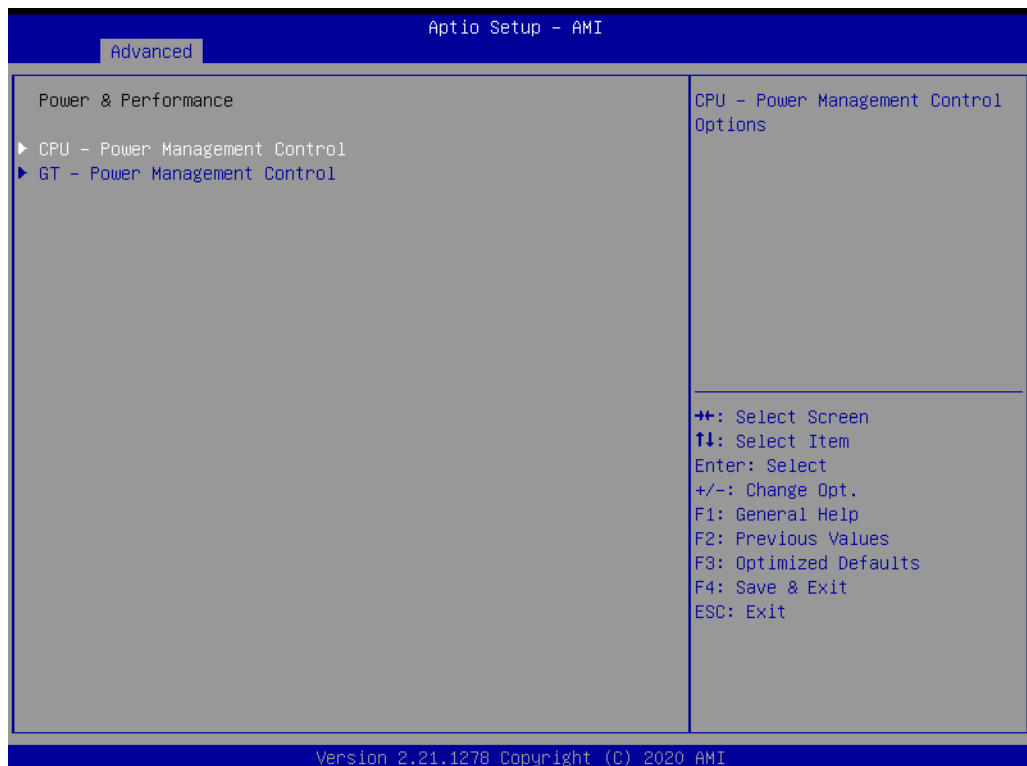 Aptio Setup – AMI
Advanced
Power & Performance
CPU – Power Management Control
GT – Power Management Control
CPU – Power Management Control
Options
→←: Select Screen
↑↓: Select Item
Enter: Select
+/-: Change Opt.
F1: General Help
F2: Previous Values
F3: Optimized Defaults
F4: Save & Exit
ESC: Exit
Version 2.21.1278 Copyright (C) 2020 AMI